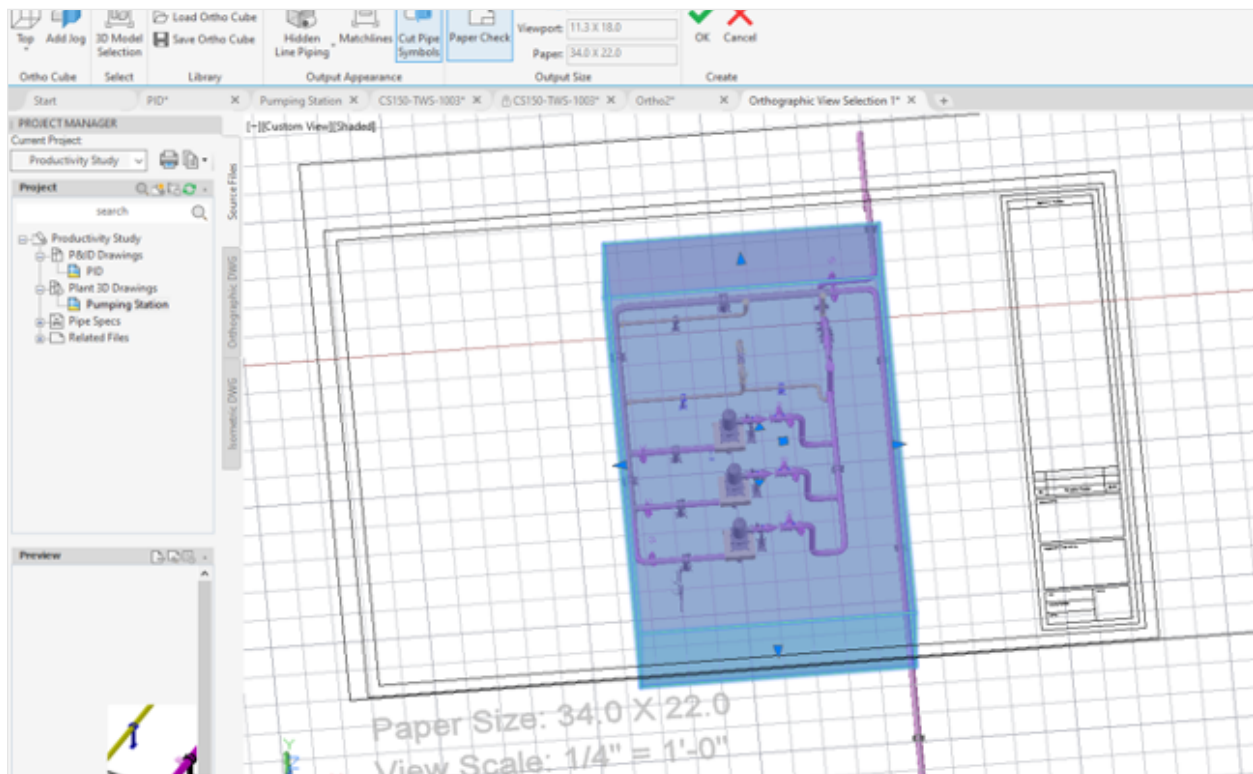 Load Ortho Cube
Top Add Jog 3D Model Selection Save Ortho Cube Hidden Line Piping Matchlines Cut Pipe Symbols Paper Check
Viewport: 11.3 X 18.0
Paper: 34.0 X 22.0
OK Cancel
Ortho Cube Select Library Output Appearance Output Size Create
Start PID* Pumping Station CS150-TWS-1003* CS150-TWS-1003* Ortho2* Orthographic View Selection 1*
PROJECT MANAGER
[−][Custom View][Shaded]
Current Project:
Productivity Study
Project
search
Productivity Study
P&ID Drawings
PID
Plant 3D Drawings
Pumping Station
Pipe Specs
Related Files
Source Files
Orthographic DWG
Isometric DWG
Preview
Paper Size: 34.0 X 22.0
View Scale: 1/4" = 1'-0"
Y